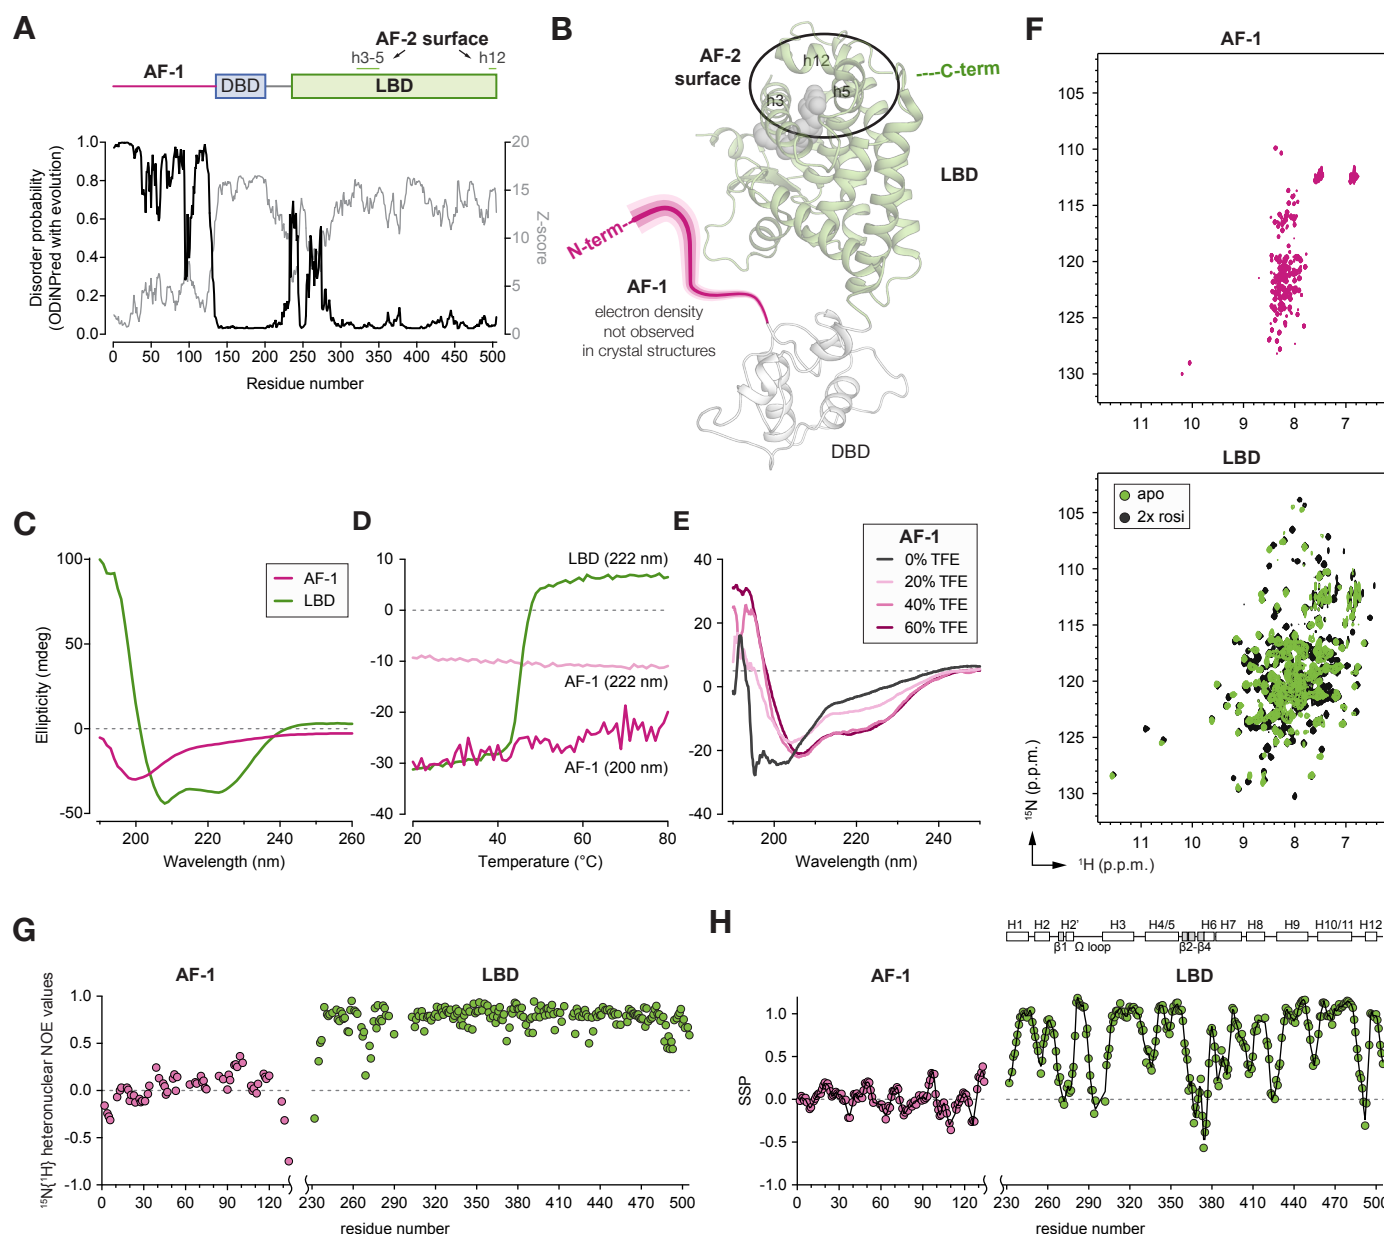 A
AF-2 surface
h3-5
h12
AF-1
DBD
LBD
1.0
0.8
0.6
0.4
0.2
0.0
20
15
10
5
0
Disorder probability
(ODiNPred with evolution)
Z-score
0
50
100
150
200
250
300
350
400
450
500
Residue number
B
AF-2
surface
h12
h3
h5
----C-term
LBD
N-term--
AF-1
electron density
not observed
in crystal structures
DBD
C
100
50
0
-50
Ellipticity (mdeg)
AF-1
LBD
200
220
240
260
Wavelength (nm)
D
10
0
-10
-20
-30
-40
LBD (222 nm)
AF-1 (222 nm)
AF-1 (200 nm)
20
40
60
80
Temperature (°C)
E
40
20
0
-20
-40
AF-1
0% TFE
20% TFE
40% TFE
60% TFE
200
220
240
Wavelength (nm)
F
AF-1
105
110
115
120
125
130
11
10
9
8
7
LBD
apo
2x rosi
105
110
115
120
125
130
11
10
9
8
7
¹⁵N (p.p.m.)
¹H (p.p.m.)
G
AF-1
LBD
1.0
0.5
0.0
-0.5
-1.0
¹⁵N{¹H} heteronuclear NOE values
0
30
60
90
120
230
260
290
320
350
380
410
440
470
500
residue number
H
H1
H2
H2'
H3
H4/5
H6
H7
H8
H9
H10/11
H12
β1
Ω loop
β2-β4
AF-1
LBD
1.0
0.5
0.0
-0.5
-1.0
SSP
0
30
60
90
120
230
260
290
320
350
380
410
440
470
500
residue number